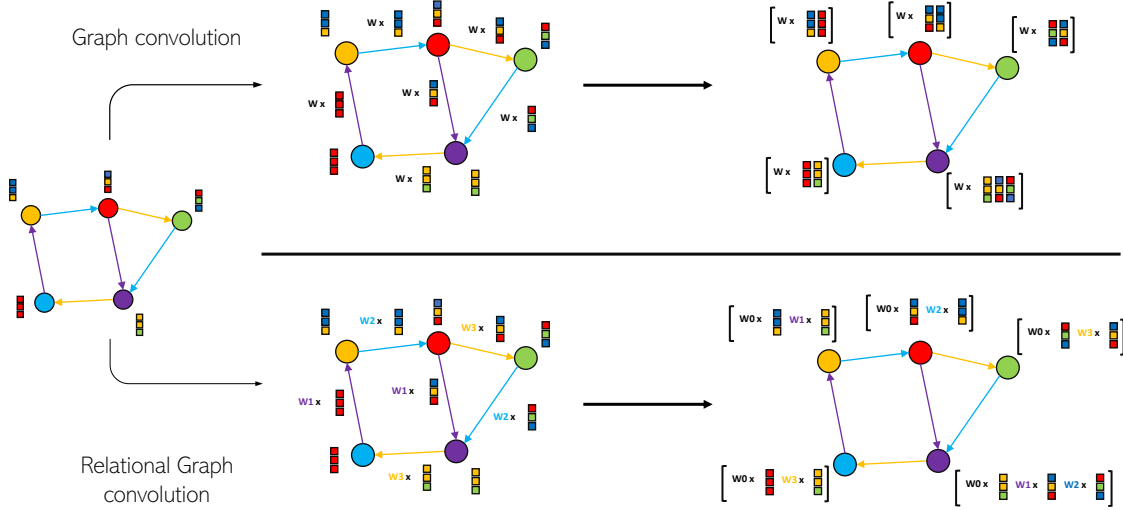 Graph convolution
W x
W x
W x
W x
W x
W x
W x
W x
W x
W x
W x
Relational Graph
convolution
W2 x
W3 x
W1 x
W1 x
W2 x
W3 x
W0 x W1 x
W0 x W2 x
W0 x W3 x
W0 x W3 x
W0 x W1 x W2 x